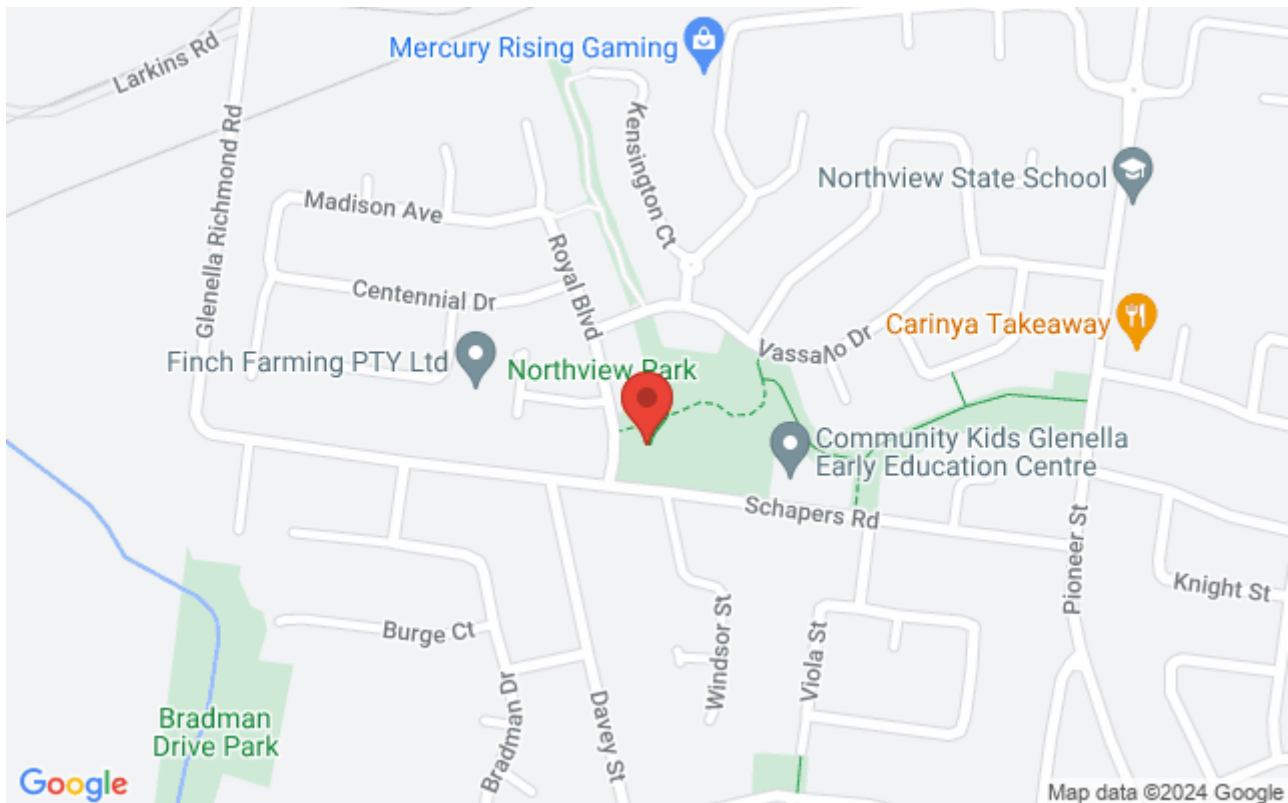 Larkins Rd
Mercury Rising Gaming
Glenella Richmond Rd
Kensington Ct
Northview State School
Madison Ave
Royal Blvd
Centennial Dr
Vassallo Dr
Carinya Takeaway
Finch Farming PTY Ltd
Northview Park
Community Kids Glenella
Early Education Centre
Schapers Rd
Pioneer St
Knight St
Burge Ct
Windsor St
Viola St
Bradman Dr
Davey St
Bradman
Drive Park
Google
Map data ©2024 Google